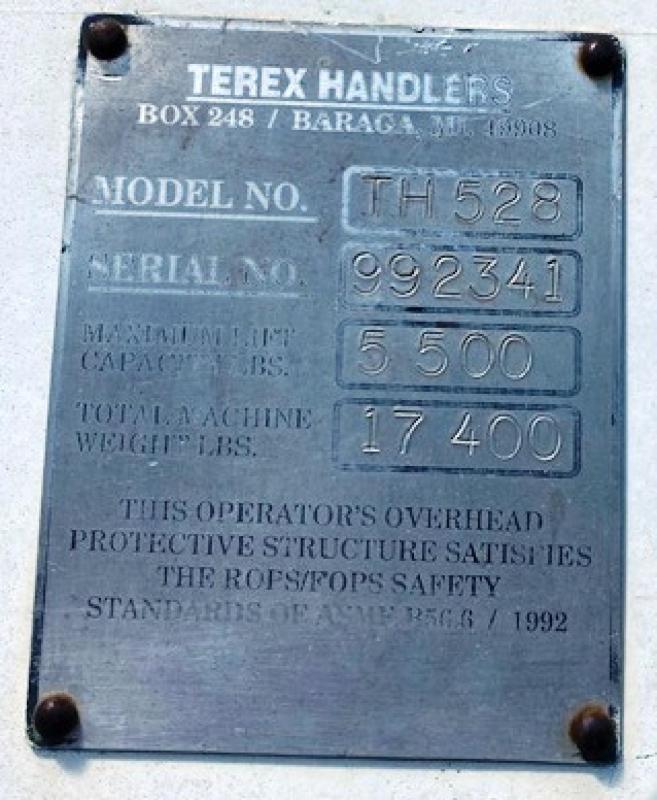 TEREX HANDLERS
BOX 248 / BARAGA, MI. 49908
MODEL NO. TH 528
SERIAL NO. 992341
MAXIMUM LIFT
CAPACITY LBS. 5 500
TOTAL MACHINE
WEIGHT LBS. 17 400
THIS OPERATOR'S OVERHEAD
PROTECTIVE STRUCTURE SATISFIES
THE ROPS/FOPS SAFETY
STANDARDS OF ASME B56.6 / 1992